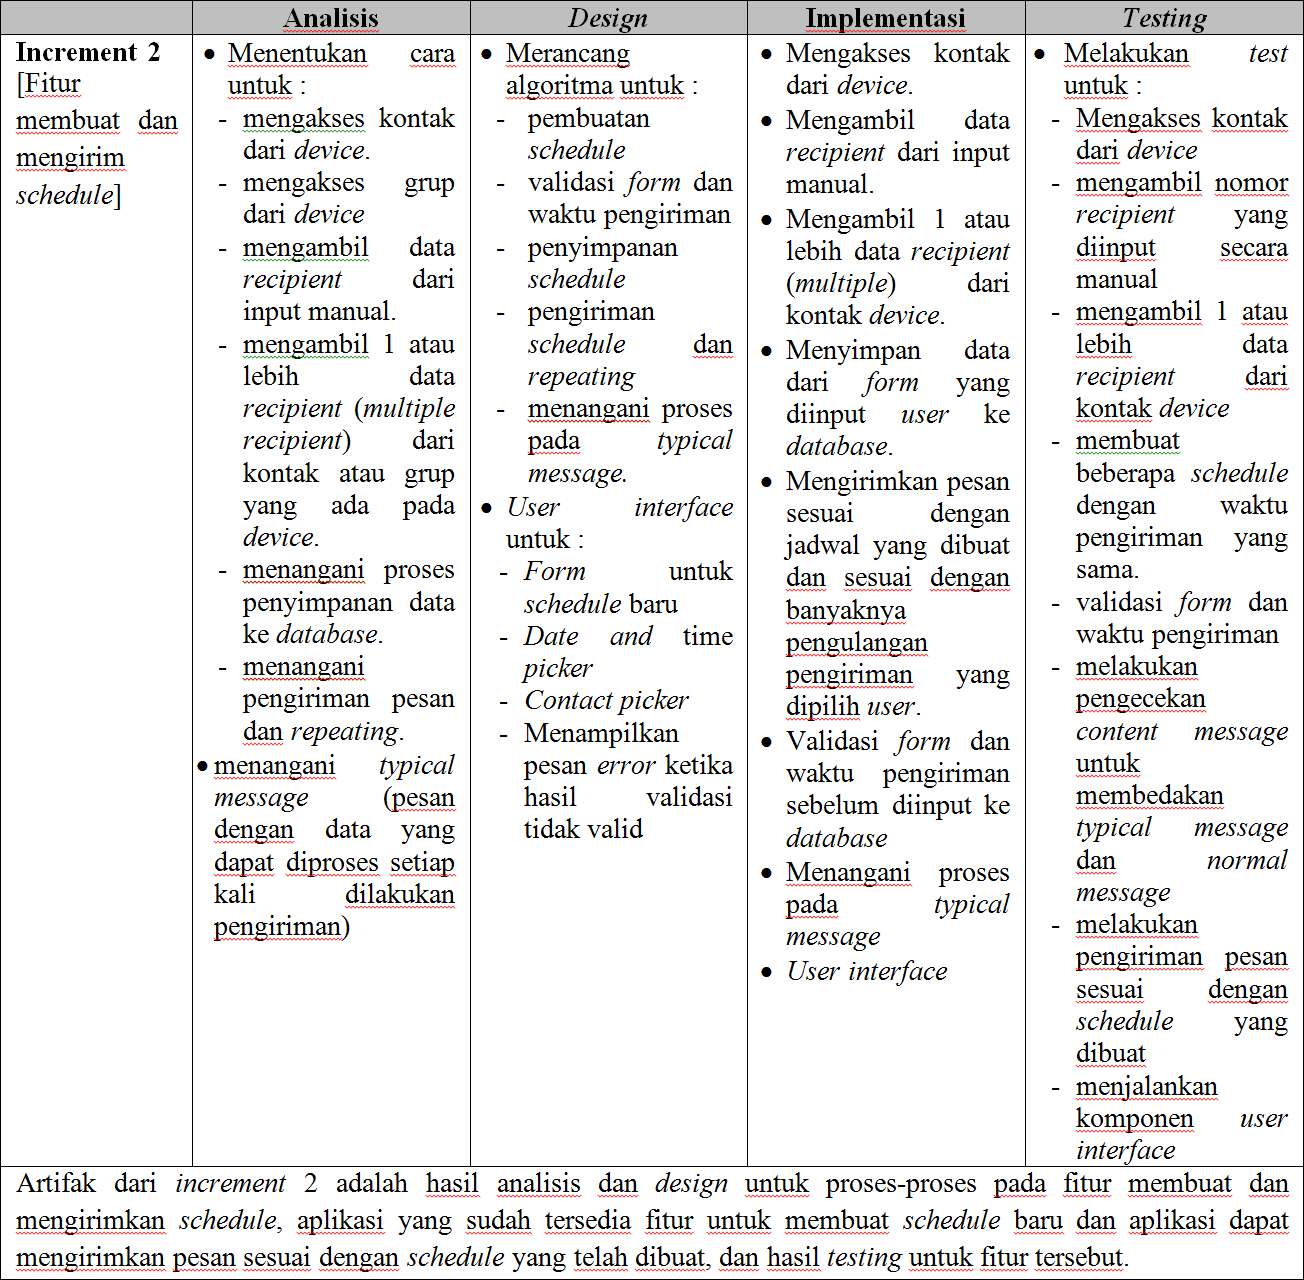 Analisis
Design
Implementasi
Testing
Increment 2
[Fitur
membuat dan
mengirim
schedule]
• Menentukan cara
untuk :
- mengakses kontak
dari device.
- mengakses grup
dari device
- mengambil data
recipient dari
input manual.
- mengambil 1 atau
lebih data
recipient (multiple
recipient) dari
kontak atau grup
yang ada pada
device.
- menangani proses
penyimpanan data
ke database.
- menangani
pengiriman pesan
dan repeating.
• menangani typical
message (pesan
dengan data yang
dapat diproses setiap
kali dilakukan
pengiriman)
• Merancang
algoritma untuk :
- pembuatan
schedule
- validasi form dan
waktu pengiriman
- penyimpanan
schedule
- pengiriman
schedule dan
repeating
- menangani proses
pada typical
message.
• User interface
untuk :
- Form untuk
schedule baru
- Date and time
picker
- Contact picker
- Menampilkan
pesan error ketika
hasil validasi
tidak valid
• Mengakses kontak
dari device.
• Mengambil data
recipient dari input
manual.
• Mengambil 1 atau
lebih data recipient
(multiple) dari
kontak device.
• Menyimpan data
dari form yang
diinput user ke
database.
• Mengirimkan pesan
sesuai dengan
jadwal yang dibuat
dan sesuai dengan
banyaknya
pengulangan
pengiriman yang
dipilih user.
• Validasi form dan
waktu pengiriman
sebelum diinput ke
database
• Menangani proses
pada typical
message
• User interface
• Melakukan test
untuk :
- Mengakses kontak
dari device
- mengambil nomor
recipient yang
diinput secara
manual
- mengambil 1 atau
lebih data
recipient dari
kontak device
- membuat
beberapa schedule
dengan waktu
pengiriman yang
sama.
- validasi form dan
waktu pengiriman
- melakukan
pengecekan
content message
untuk
membedakan
typical message
dan normal
message
- melakukan
pengiriman pesan
sesuai dengan
schedule yang
dibuat
- menjalankan
komponen user
interface
Artifak dari increment 2 adalah hasil analisis dan design untuk proses-proses pada fitur membuat dan
mengirimkan schedule, aplikasi yang sudah tersedia fitur untuk membuat schedule baru dan aplikasi dapat
mengirimkan pesan sesuai dengan schedule yang telah dibuat, dan hasil testing untuk fitur tersebut.